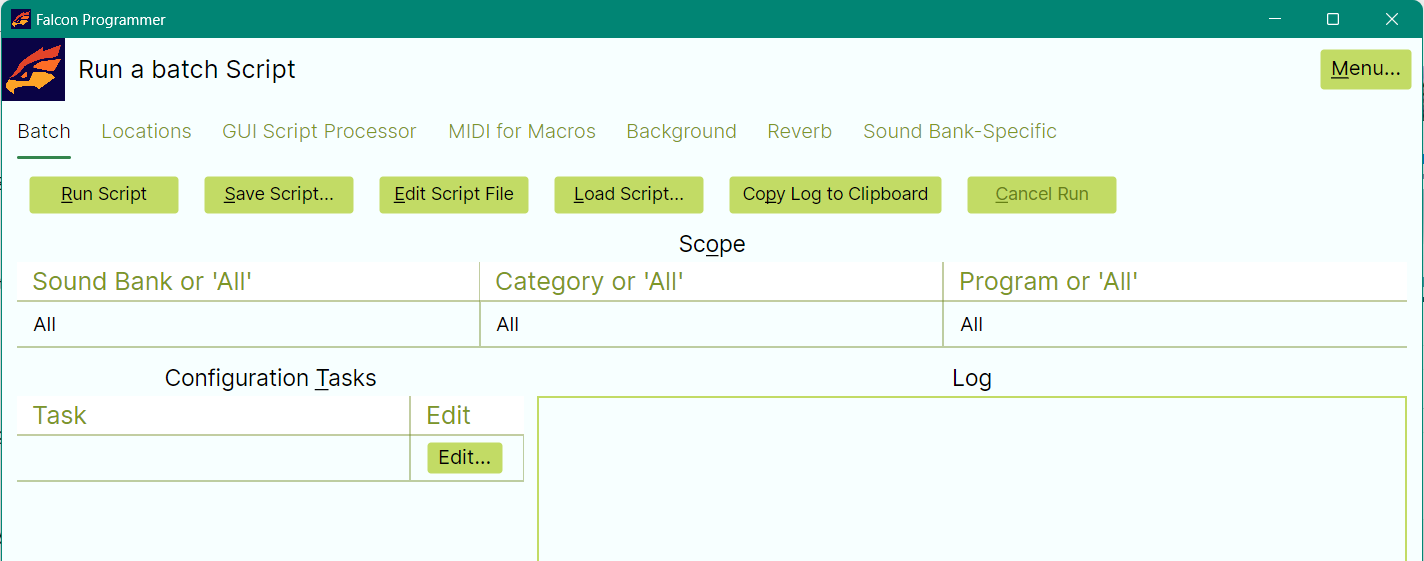 Falcon Programmer
Run a batch Script
Menu...
Batch Locations GUI Script Processor MIDI for Macros Background Reverb Sound Bank-Specific
Run Script Save Script... Edit Script File Load Script... Copy Log to Clipboard Cancel Run
Scope
Sound Bank or 'All' Category or 'All' Program or 'All'
All All All
Configuration Tasks Log
Task Edit
Edit...